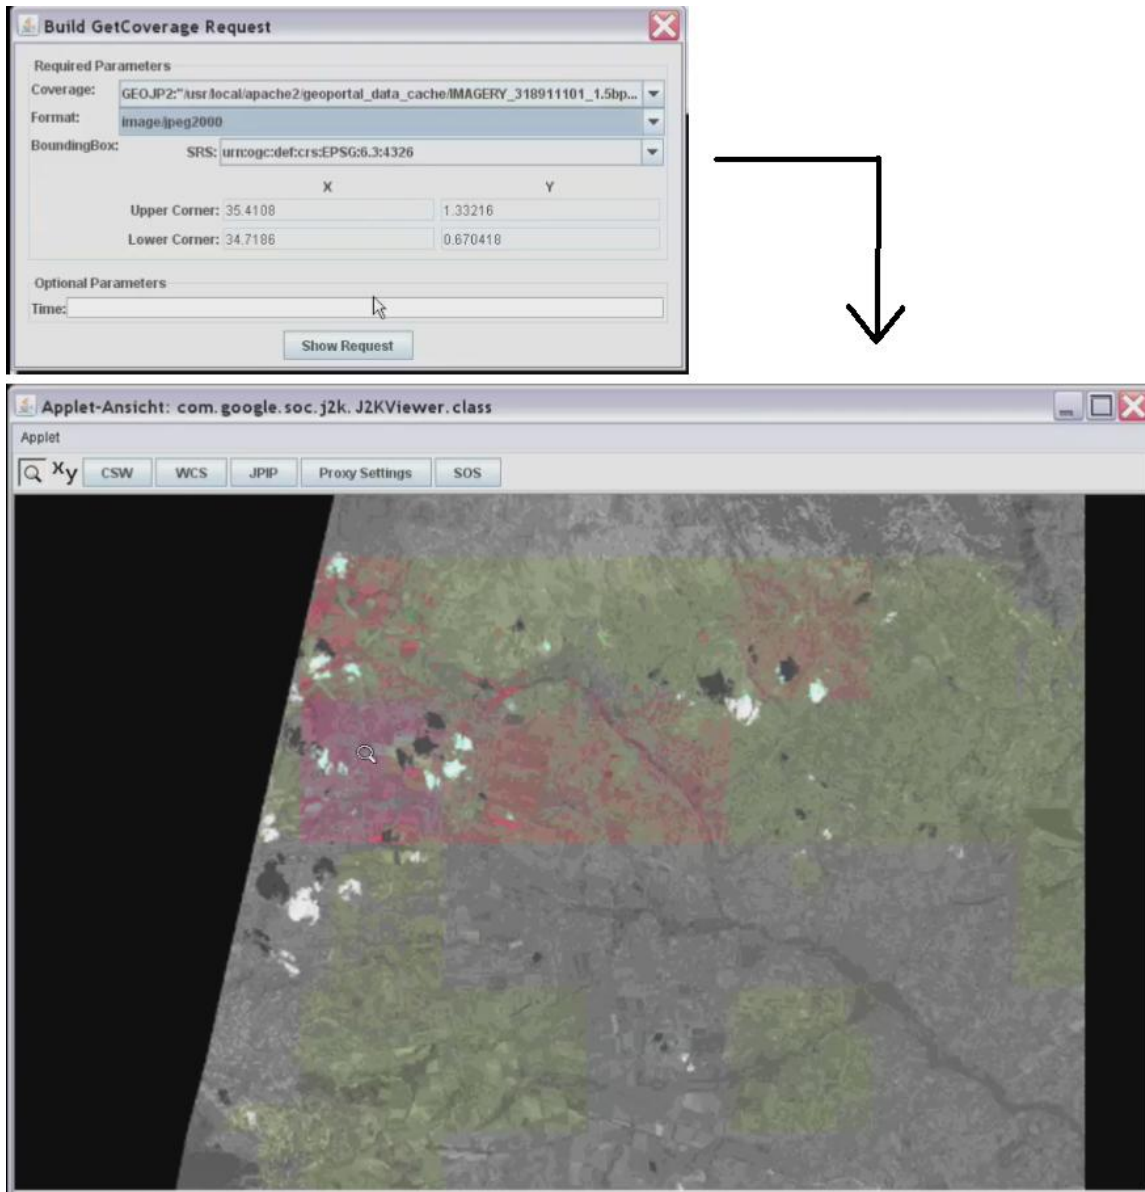 Build GetCoverage Request
Required Parameters
Coverage: GEOJP2:"/usr/local/apache2/geoportal_data_cache/IMAGERY_318911101_1.5bp...
Format: image/jpeg2000
BoundingBox: SRS: urn:ogc:def:crs:EPSG:6.3:4326
X Y
Upper Corner: 35.4108 1.33216
Lower Corner: 34.7186 0.670418
Optional Parameters
Time:
Show Request
Applet-Ansicht: com.google.soc.j2k.J2KViewer.class
Applet
Xy CSW WCS JPIP Proxy Settings SOS